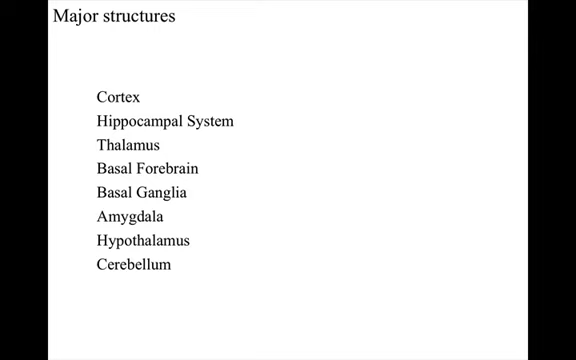 Major structures
Cortex
Hippocampal System
Thalamus
Basal Forebrain
Basal Ganglia
Amygdala
Hypothalamus
Cerebellum